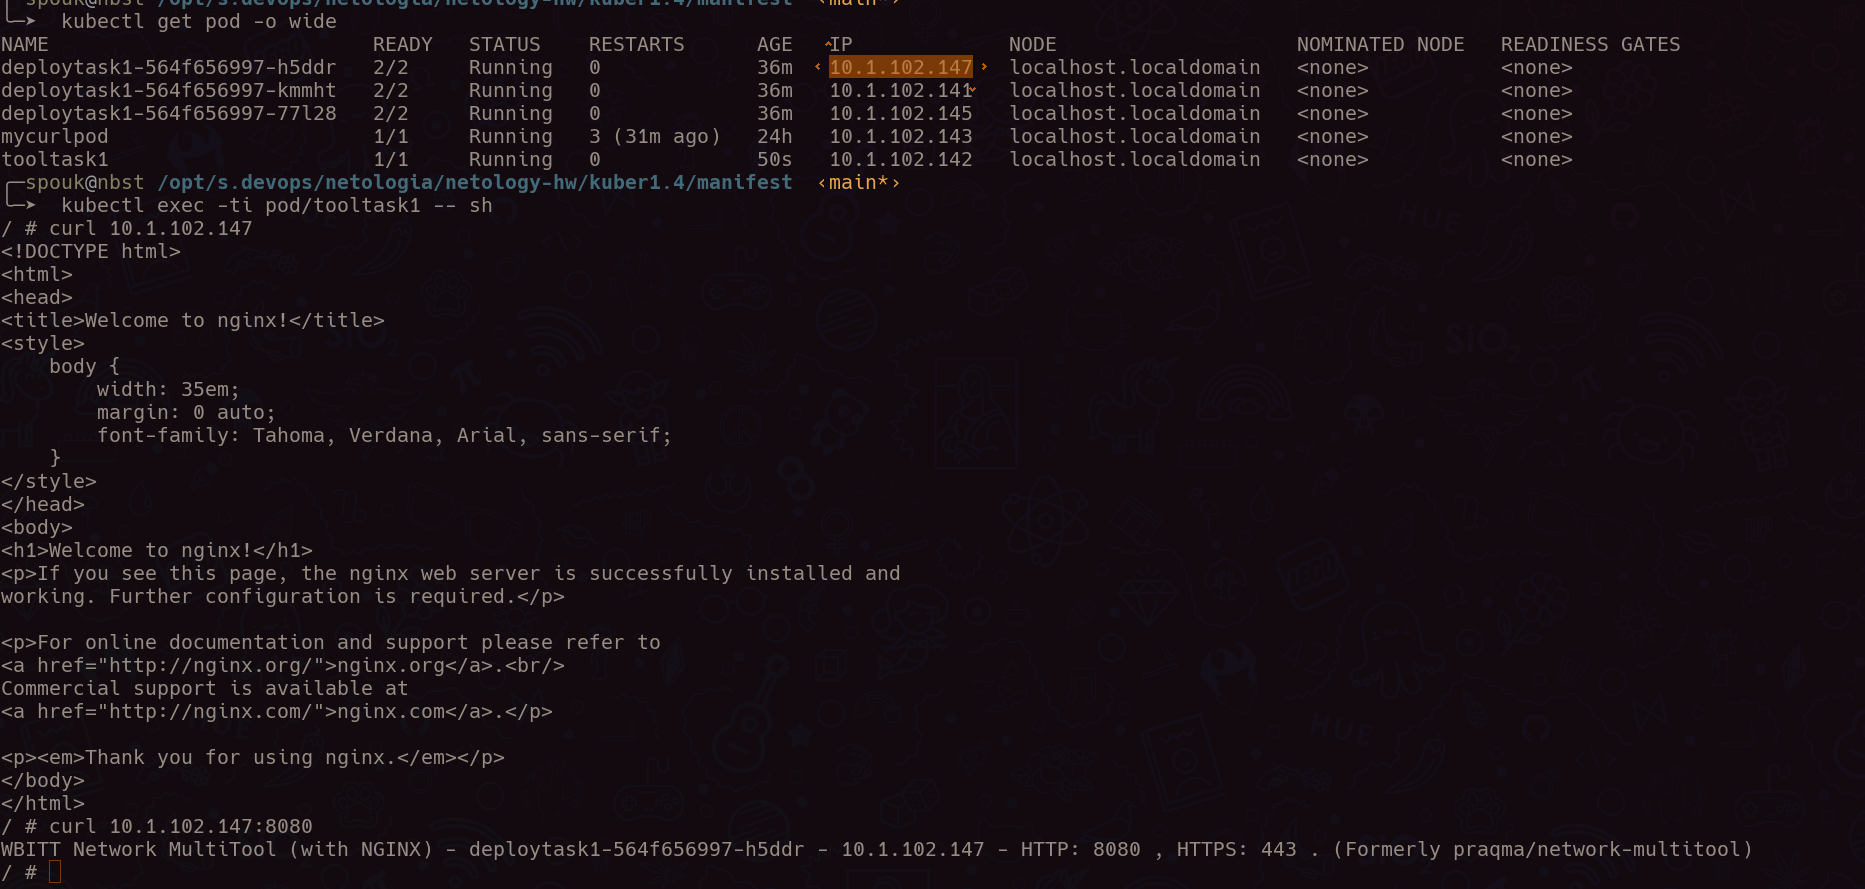 spouk@nbst /opt/s.devops/netologia/netology-hw/kuber1.4/manifest ‹main*›
╰─➤ kubectl get pod -o wide
NAME READY STATUS RESTARTS AGE IP NODE NOMINATED NODE READINESS GATES
deploytask1-564f656997-h5ddr 2/2 Running 0 36m 10.1.102.147 localhost.localdomain <none> <none>
deploytask1-564f656997-kmmht 2/2 Running 0 36m 10.1.102.141 localhost.localdomain <none> <none>
deploytask1-564f656997-77l28 2/2 Running 0 36m 10.1.102.145 localhost.localdomain <none> <none>
mycurlpod 1/1 Running 3 (31m ago) 24h 10.1.102.143 localhost.localdomain <none> <none>
tooltask1 1/1 Running 0 50s 10.1.102.142 localhost.localdomain <none> <none>
╭─spouk@nbst /opt/s.devops/netologia/netology-hw/kuber1.4/manifest ‹main*›
╰─➤ kubectl exec -ti pod/tooltask1 -- sh
/ # curl 10.1.102.147
<!DOCTYPE html>
<html>
<head>
<title>Welcome to nginx!</title>
<style>
    body {
        width: 35em;
        margin: 0 auto;
        font-family: Tahoma, Verdana, Arial, sans-serif;
    }
</style>
</head>
<body>
<h1>Welcome to nginx!</h1>
<p>If you see this page, the nginx web server is successfully installed and
working. Further configuration is required.</p>

<p>For online documentation and support please refer to
<a href="http://nginx.org/">nginx.org</a>.<br/>
Commercial support is available at
<a href="http://nginx.com/">nginx.com</a>.</p>

<p><em>Thank you for using nginx.</em></p>
</body>
</html>
/ # curl 10.1.102.147:8080
WBITT Network MultiTool (with NGINX) - deploytask1-564f656997-h5ddr - 10.1.102.147 - HTTP: 8080 , HTTPS: 443 . (Formerly praqma/network-multitool)
/ #